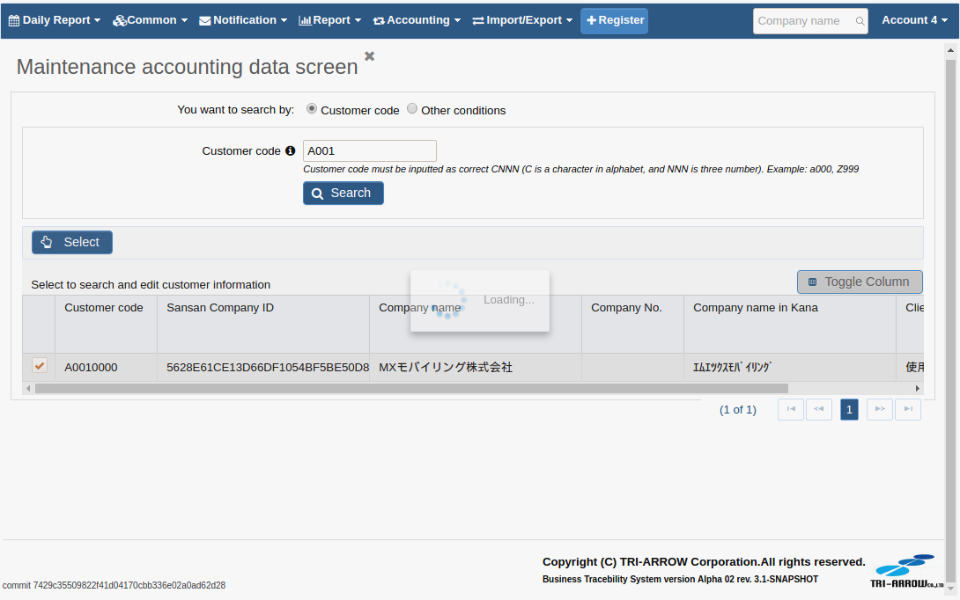 Daily Report Common Notification Report Accounting Import/Export Register Company name Account 4
Maintenance accounting data screen
You want to search by: Customer code Other conditions
Customer code A001
Customer code must be inputted as correct CNNN (C is a character in alphabet, and NNN is three number). Example: a000, Z999
Search
Select
Select to search and edit customer information Toggle Column
Loading...
Customer code Sansan Company ID Company name Company No. Company name in Kana Clie
A0010000 5628E61CE13D66DF1054BF5BE50D8 MXモバイリング株式会社 ｴﾑｴﾂｸｽﾓﾊﾞｲﾘﾝｸﾞ 使用
(1 of 1) 1
Copyright (C) TRI-ARROW Corporation.All rights reserved.
Business Tracebility System version Alpha 02 rev. 3.1-SNAPSHOT
TRI-ARROW CO.,LTD
commit 7429c35509822f41d04170cbb336e02a0ad62d28